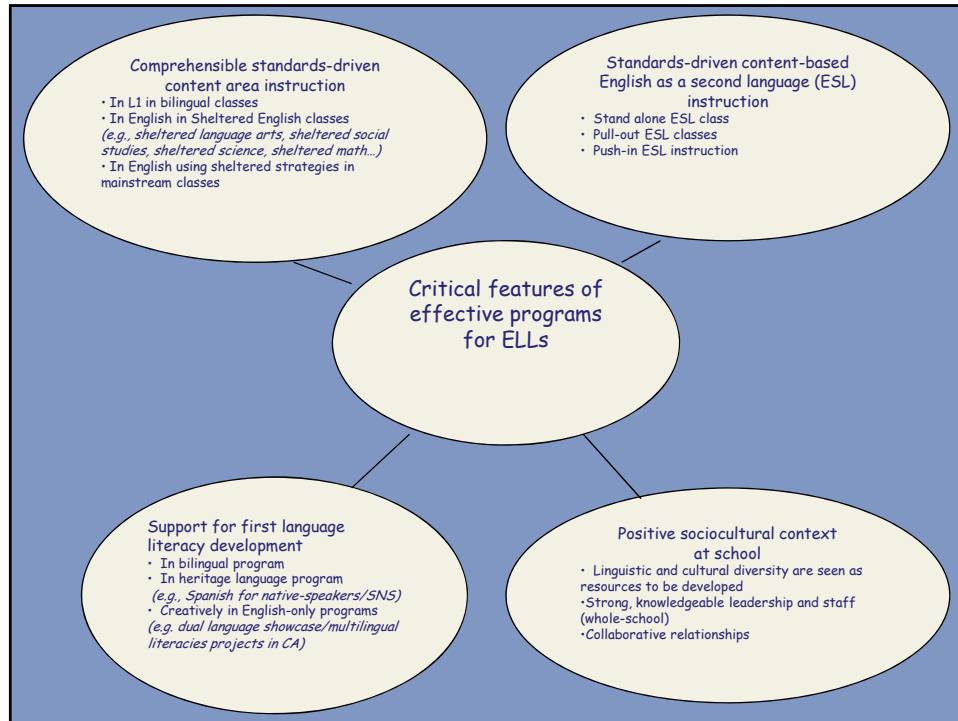 Comprehensible standards-driven
content area instruction
• In L1 in bilingual classes
• In English in Sheltered English classes
(e.g., sheltered language arts, sheltered social
studies, sheltered science, sheltered math…)
• In English using sheltered strategies in
mainstream classes
Standards-driven content-based
English as a second language (ESL)
instruction
• Stand alone ESL class
• Pull-out ESL classes
• Push-in ESL instruction
Critical features of
effective programs
for ELLs
Support for first language
literacy development
• In bilingual program
• In heritage language program
(e.g., Spanish for native-speakers/SNS)
• Creatively in English-only programs
(e.g. dual language showcase/multilingual
literacies projects in CA)
Positive sociocultural context
at school
• Linguistic and cultural diversity are seen as
resources to be developed
•Strong, knowledgeable leadership and staff
(whole-school)
•Collaborative relationships